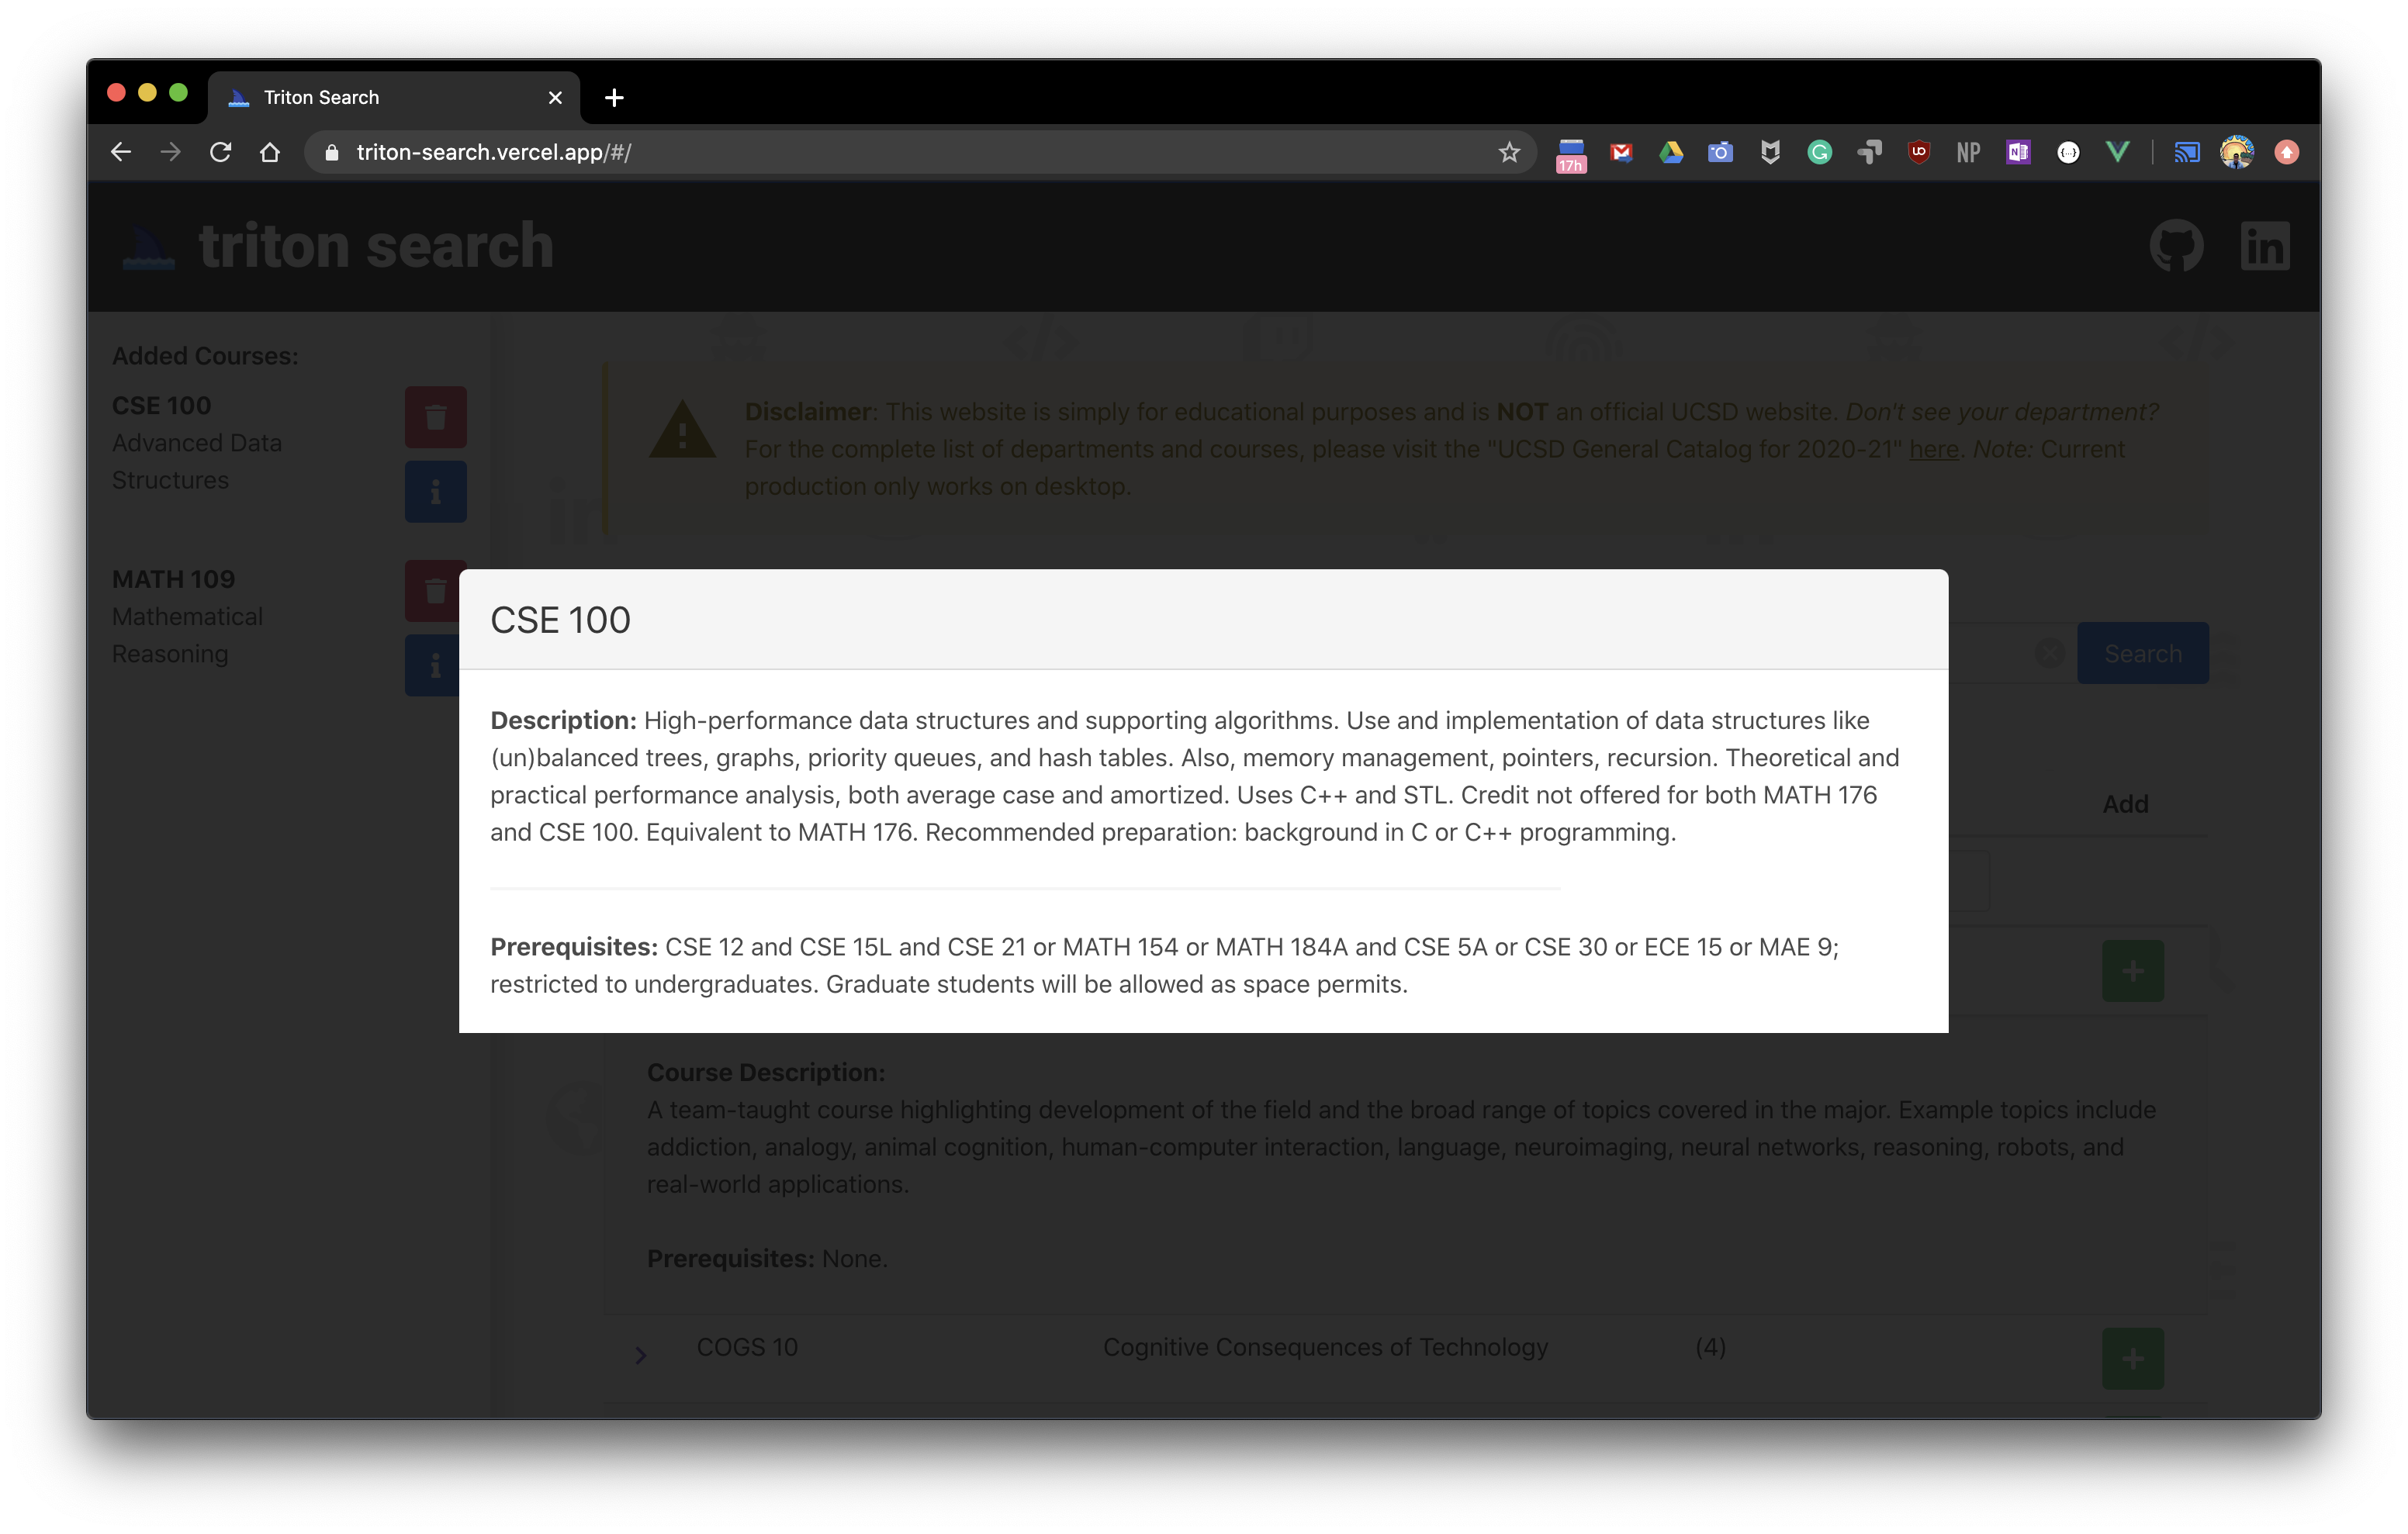 Triton Search
triton-search.vercel.app/#/
17h
NP
triton search
in
Added Courses:
CSE 100
Advanced Data
Structures
MATH 109
Mathematical
Reasoning
Disclaimer: This website is simply for educational purposes and is NOT an official UCSD website. Don't see your department?
For the complete list of departments and courses, please visit the "UCSD General Catalog for 2020-21" here. Note: Current
production only works on desktop.
Search
Add
CSE 100
Description: High-performance data structures and supporting algorithms. Use and implementation of data structures like
(un)balanced trees, graphs, priority queues, and hash tables. Also, memory management, pointers, recursion. Theoretical and
practical performance analysis, both average case and amortized. Uses C++ and STL. Credit not offered for both MATH 176
and CSE 100. Equivalent to MATH 176. Recommended preparation: background in C or C++ programming.
Prerequisites: CSE 12 and CSE 15L and CSE 21 or MATH 154 or MATH 184A and CSE 5A or CSE 30 or ECE 15 or MAE 9;
restricted to undergraduates. Graduate students will be allowed as space permits.
Course Description:
A team-taught course highlighting development of the field and the broad range of topics covered in the major. Example topics include
addiction, analogy, animal cognition, human-computer interaction, language, neuroimaging, neural networks, reasoning, robots, and
real-world applications.
Prerequisites: None.
COGS 10 Cognitive Consequences of Technology (4)